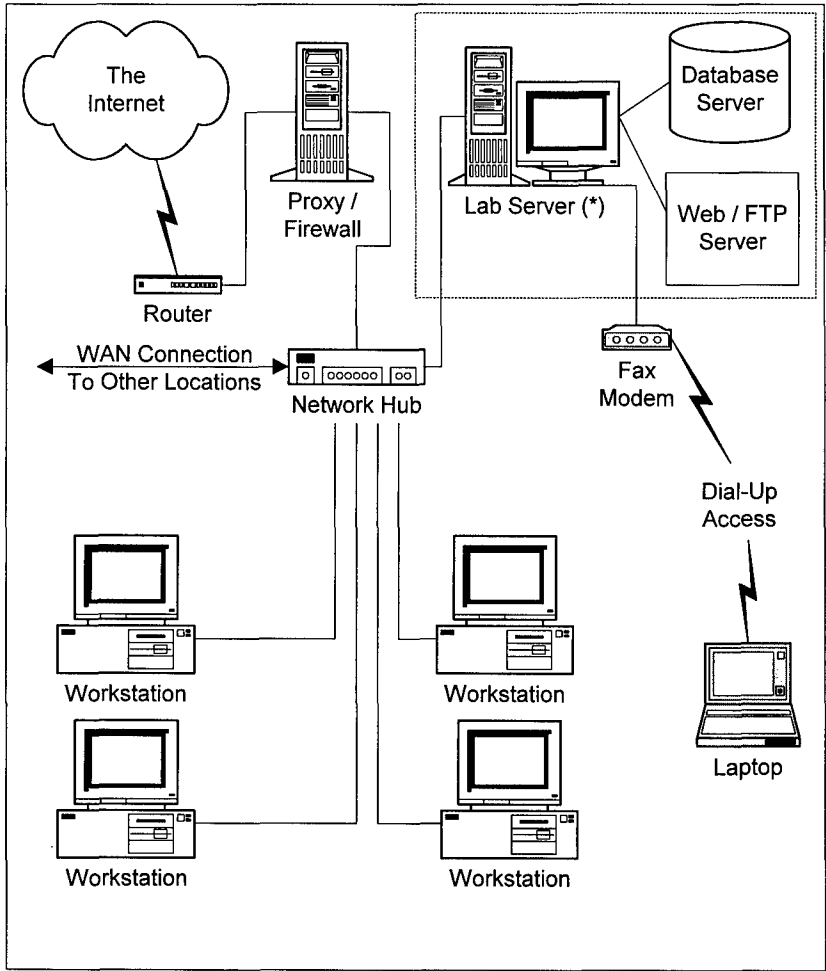 The
Internet
Proxy /
Firewall
Router
Lab Server (*)
Database
Server
Web / FTP
Server
WAN Connection
To Other Locations
Network Hub
Fax
Modem
Dial-Up
Access
Workstation
Workstation
Laptop
Workstation
Workstation